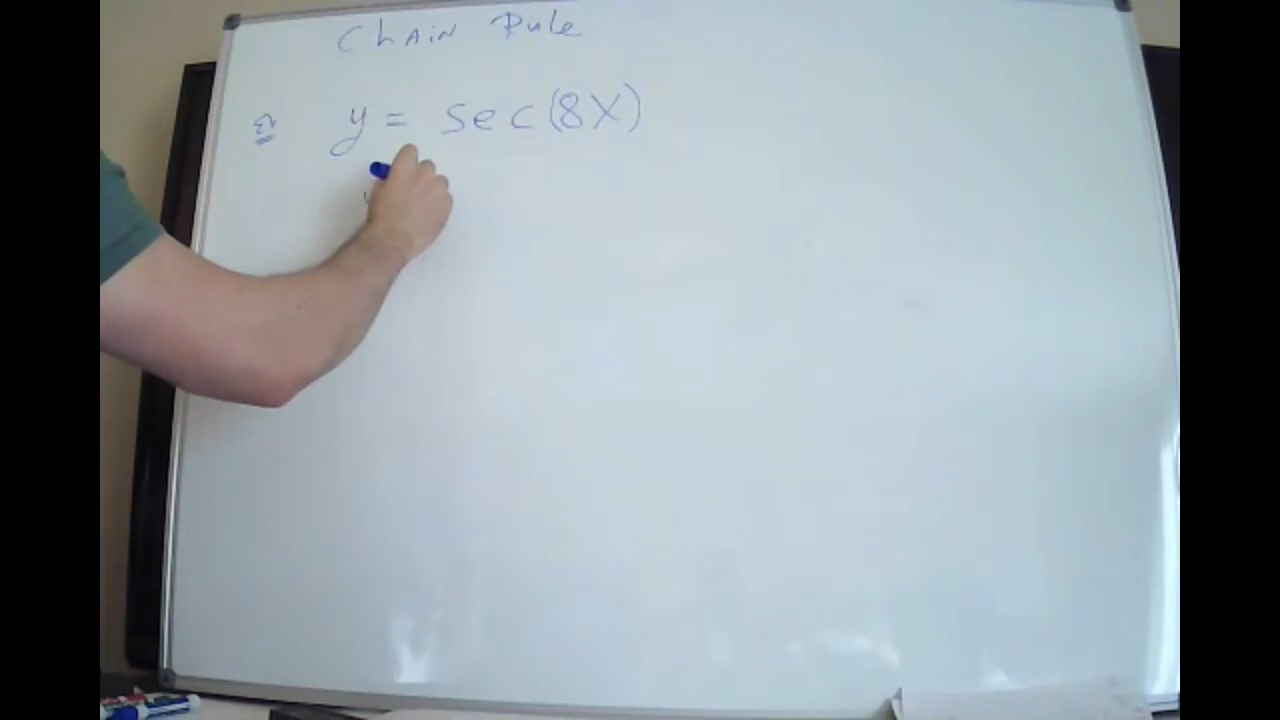 Chain Rule
y = sec(8x)